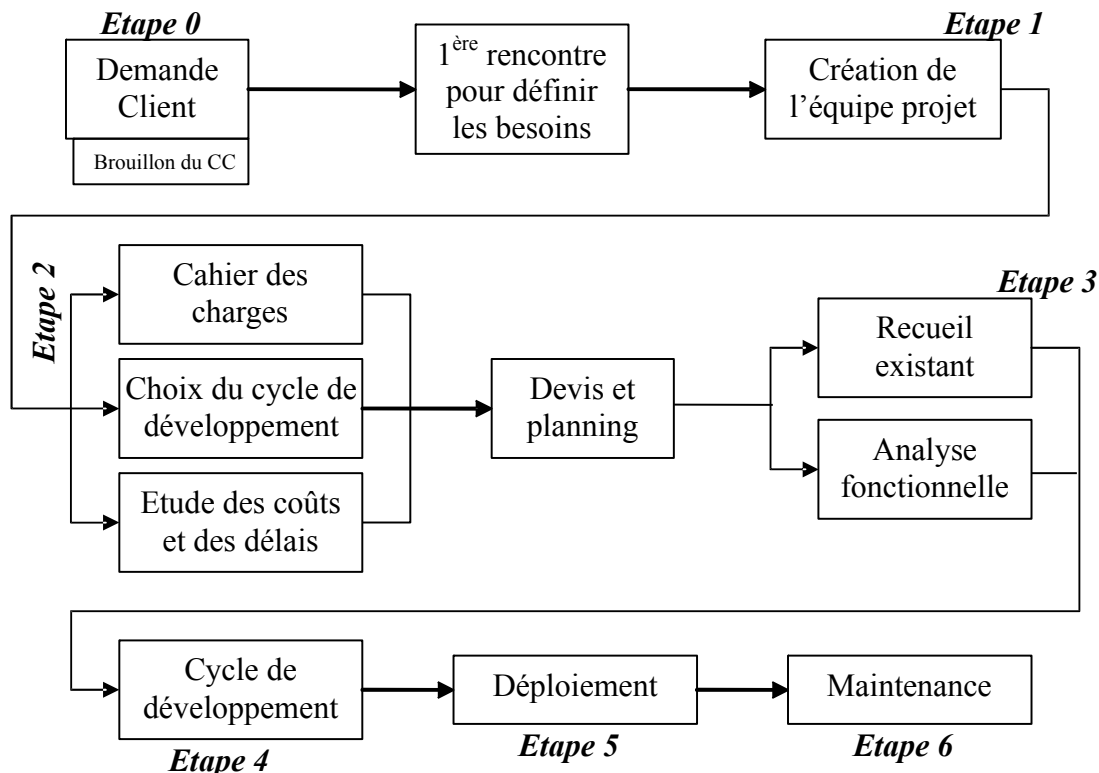 Etape 0
Demande
Client
Brouillon du CC
1ère rencontre
pour définir
les besoins
Etape 1
Création de
l’équipe projet
Etape 2
Cahier des
charges
Choix du cycle de
développement
Etude des coûts
et des délais
Devis et
planning
Etape 3
Recueil
existant
Analyse
fonctionnelle
Cycle de
développement
Etape 4
Déploiement
Etape 5
Maintenance
Etape 6